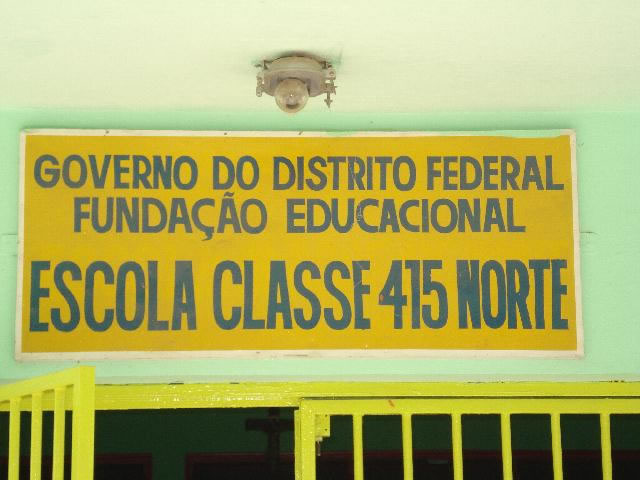 GOVERNO DO DISTRITO FEDERAL
FUNDAÇÃO EDUCACIONAL
ESCOLA CLASSE 415 NORTE